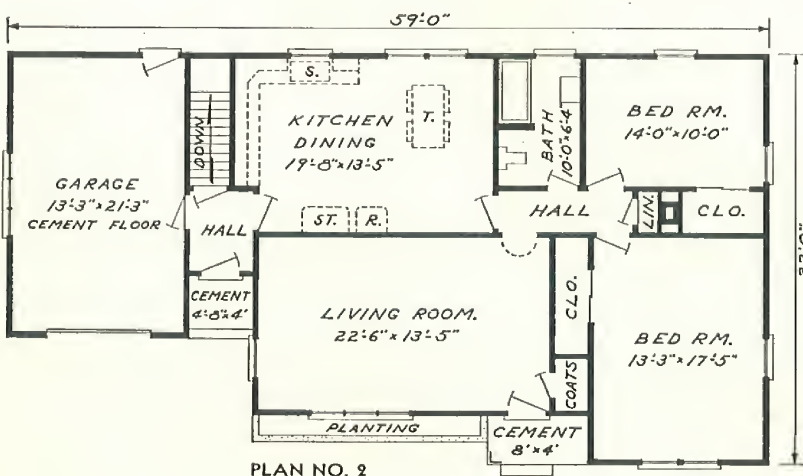 59'-0"
S.
T.
KITCHEN
DINING
19'-8"x13'-5"
DOWN
BATH
10'-0"x6'-4
BED RM.
14'-0"x10'-0"
GARAGE
13'-3"x21'-3"
CEMENT FLOOR
HALL
ST.
R.
HALL
LIN.
CLO.
CEMENT
4'-8"x4'
LIVING ROOM.
22'-6"x13'-5"
CLO.
BED RM.
13'-3"x17'-5"
COATS
PLANTING
CEMENT
8'x4'
PLAN NO. 2